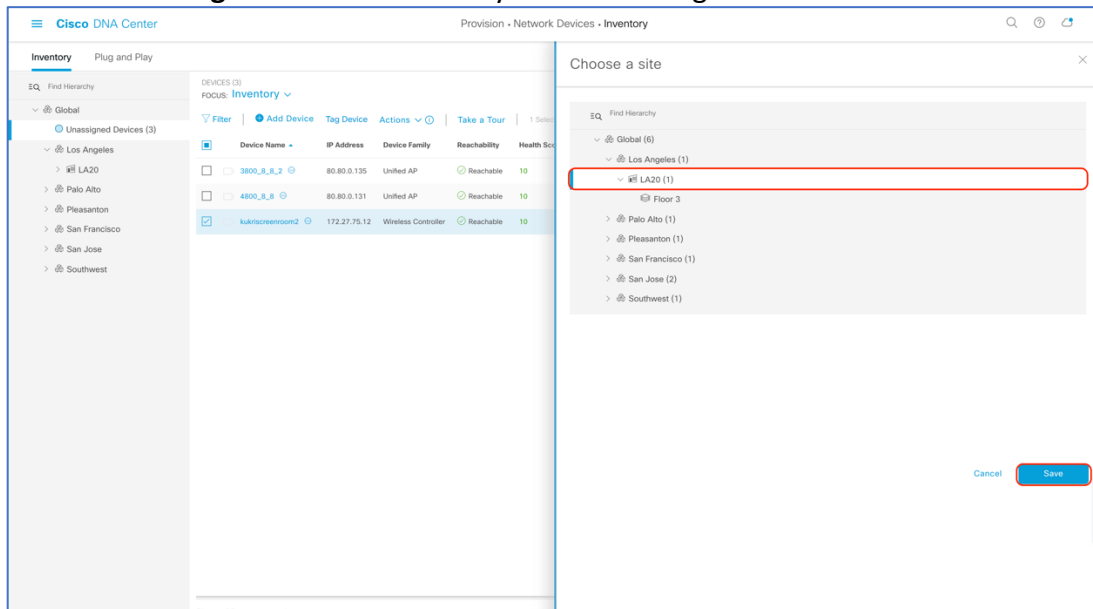 Cisco DNA Center
Provision • Network Devices • Inventory
Inventory Plug and Play
Find Hierarchy
Global
Unassigned Devices (3)
Los Angeles
LA20
Palo Alto
Pleasanton
San Francisco
San Jose
Southwest
DEVICES (3)
FOCUS: Inventory
Filter Add Device Tag Device Actions Take a Tour
Device Name IP Address Device Family Reachability Health
3800_8_8_2 80.80.0.135 Unified AP Reachable 10
4800_8_8 80.80.0.131 Unified AP Reachable 10
kukriscreenroom2 172.27.75.12 Wireless Controller Reachable 10
Choose a site
Find Hierarchy
Global (6)
Los Angeles (1)
LA20 (1)
Floor 3
Palo Alto (1)
Pleasanton (1)
San Francisco (1)
San Jose (2)
Southwest (1)
Cancel Save